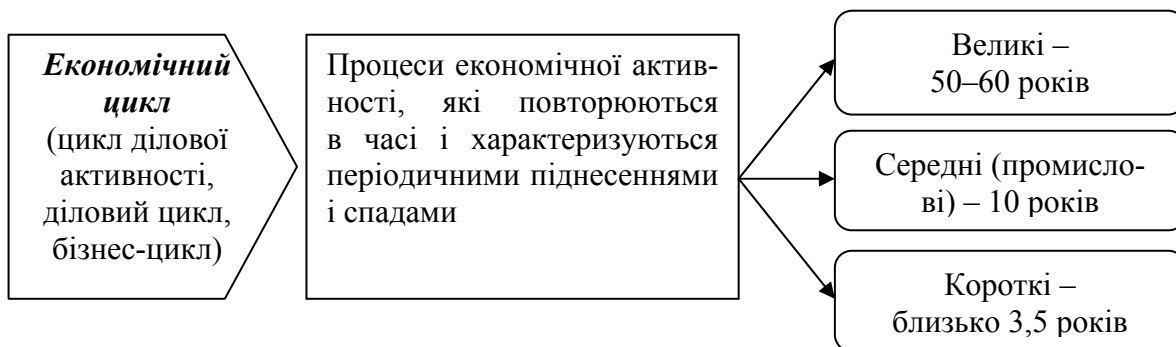 Економічний
цикл
(цикл ділової
активності,
діловий цикл,
бізнес-цикл)
Процеси економічної актив-
ності, які повторюються
в часі і характеризуються
періодичними піднесеннями
і спадами
Великі –
50–60 років
Середні (промисло-
ві) – 10 років
Короткі –
близько 3,5 років